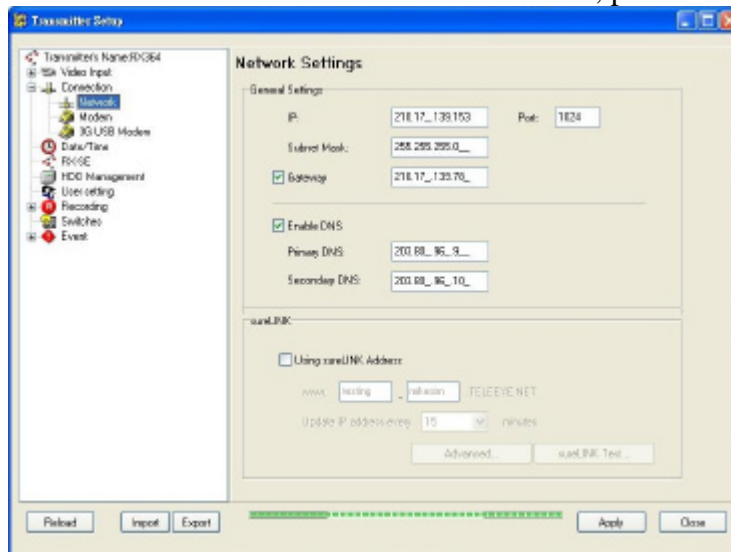 Transmitter Setup
Transmitter's Name:RX364
Video Input
Connection
Network
Modem
3G USB Modem
Date/Time
RX-SE
HDD Management
User setting
Recording
Switches
Event
Network Settings
General Settings
IP: 218.17_.139.153 Port: 1024
Subnet Mask: 255.255.255.0__
Gateway 218.17_.139.78_
Enable DNS
Primary DNS: 203.80_.96_.9__
Secondary DNS: 203.80_.96_.10_
sureLINK
Using sureLINK Address
www. testing . TELEEYE.NET
Update IP address every 15 minutes
Advanced... sureLINK Test...
Reload Import Export Apply Close